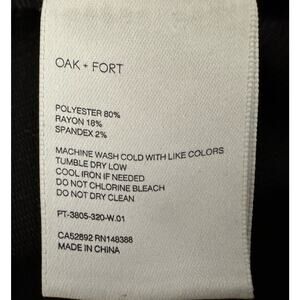 OAK + FORT
POLYESTER 80%
RAYON 18%
SPANDEX 2%
MACHINE WASH COLD WITH LIKE COLORS
TUMBLE DRY LOW
COOL IRON IF NEEDED
DO NOT CHLORINE BLEACH
DO NOT DRY CLEAN
PT-3805-320-W.01
CA52892 RN148388
MADE IN CHINA